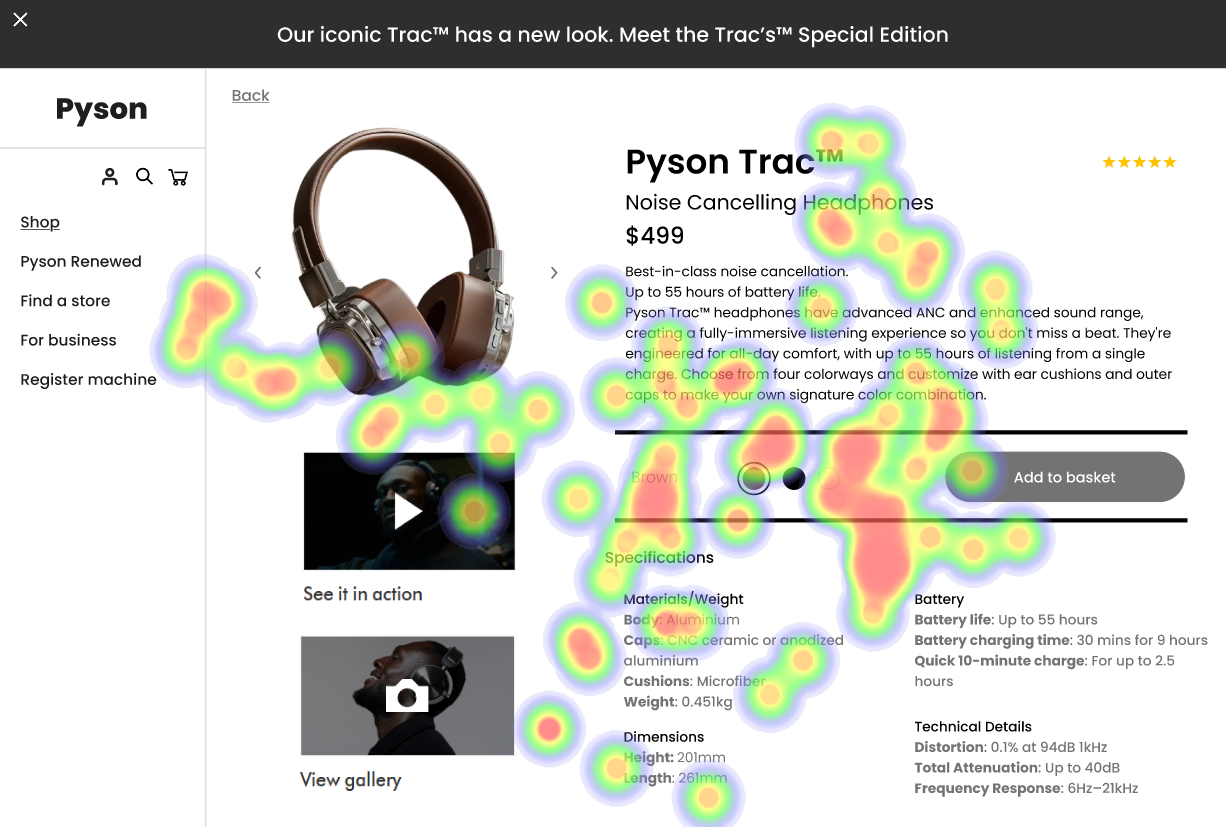 Our iconic Trac™ has a new look. Meet the Trac's™ Special Edition
Pyson
Shop
Pyson Renewed
Find a store
For business
Register machine
Back
Pyson Trac™
Noise Cancelling Headphones
$499
Best-in-class noise cancellation.
Up to 55 hours of battery life.
Pyson Trac™ headphones have advanced ANC and enhanced sound range,
creating a fully-immersive listening experience so you don't miss a beat. They're
engineered for all-day comfort, with up to 55 hours of listening from a single
charge. Choose from four colorways and customize with ear cushions and outer
caps to make your own signature color combination.
Brown
Add to basket
See it in action
View gallery
Specifications
Materials/Weight
Body: Aluminium
Caps: CNC ceramic or anodized
aluminium
Cushions: Microfiber
Weight: 0.451kg
Dimensions
Height: 201mm
Length: 261mm
Battery
Battery life: Up to 55 hours
Battery charging time: 30 mins for 9 hours
Quick 10-minute charge: For up to 2.5
hours
Technical Details
Distortion: 0.1% at 94dB 1kHz
Total Attenuation: Up to 40dB
Frequency Response: 6Hz–21kHz